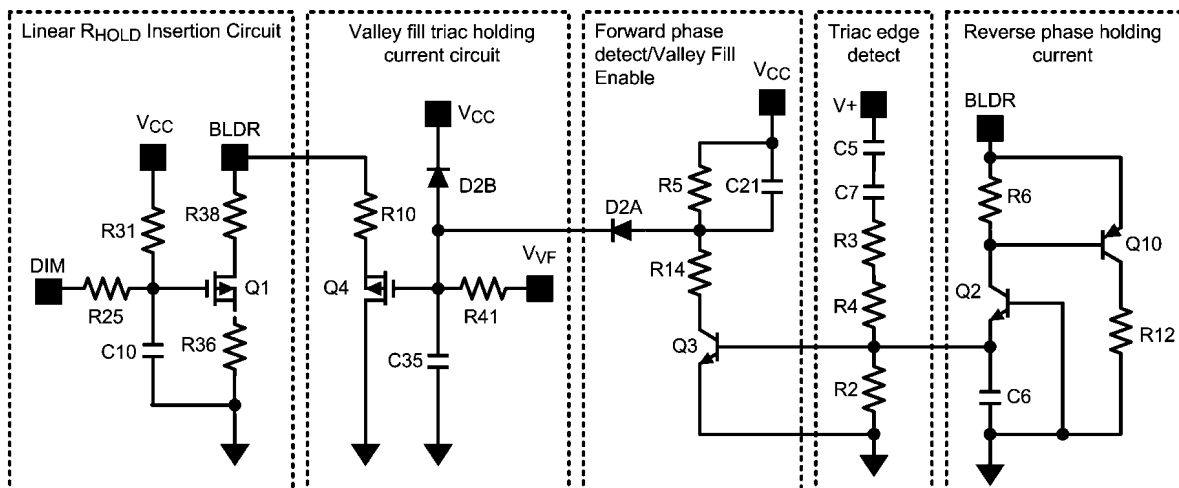 Linear RHOLD Insertion Circuit
VCC
BLDR
R31
R38
DIM
R25
Q1
C10
R36
Valley fill triac holding
current circuit
VCC
D2B
R10
VVF
Q4
R41
C35
Forward phase
detect/Valley Fill
Enable
VCC
R5
C21
D2A
R14
Q3
Triac edge
detect
V+
C5
C7
R3
R4
R2
Reverse phase holding
current
BLDR
R6
Q10
Q2
R12
C6